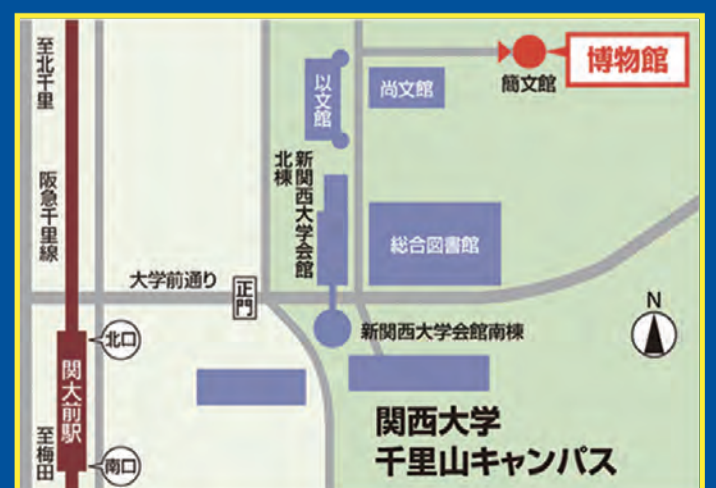 至北千里
阪急千里線
大学前通り
正門
北口
関大前駅
至梅田
南口
以文館
尚文館
簡文館
博物館
新関西大学会館
北棟
総合図書館
新関西大学会館南棟
N
関西大学
千里山キャンパス